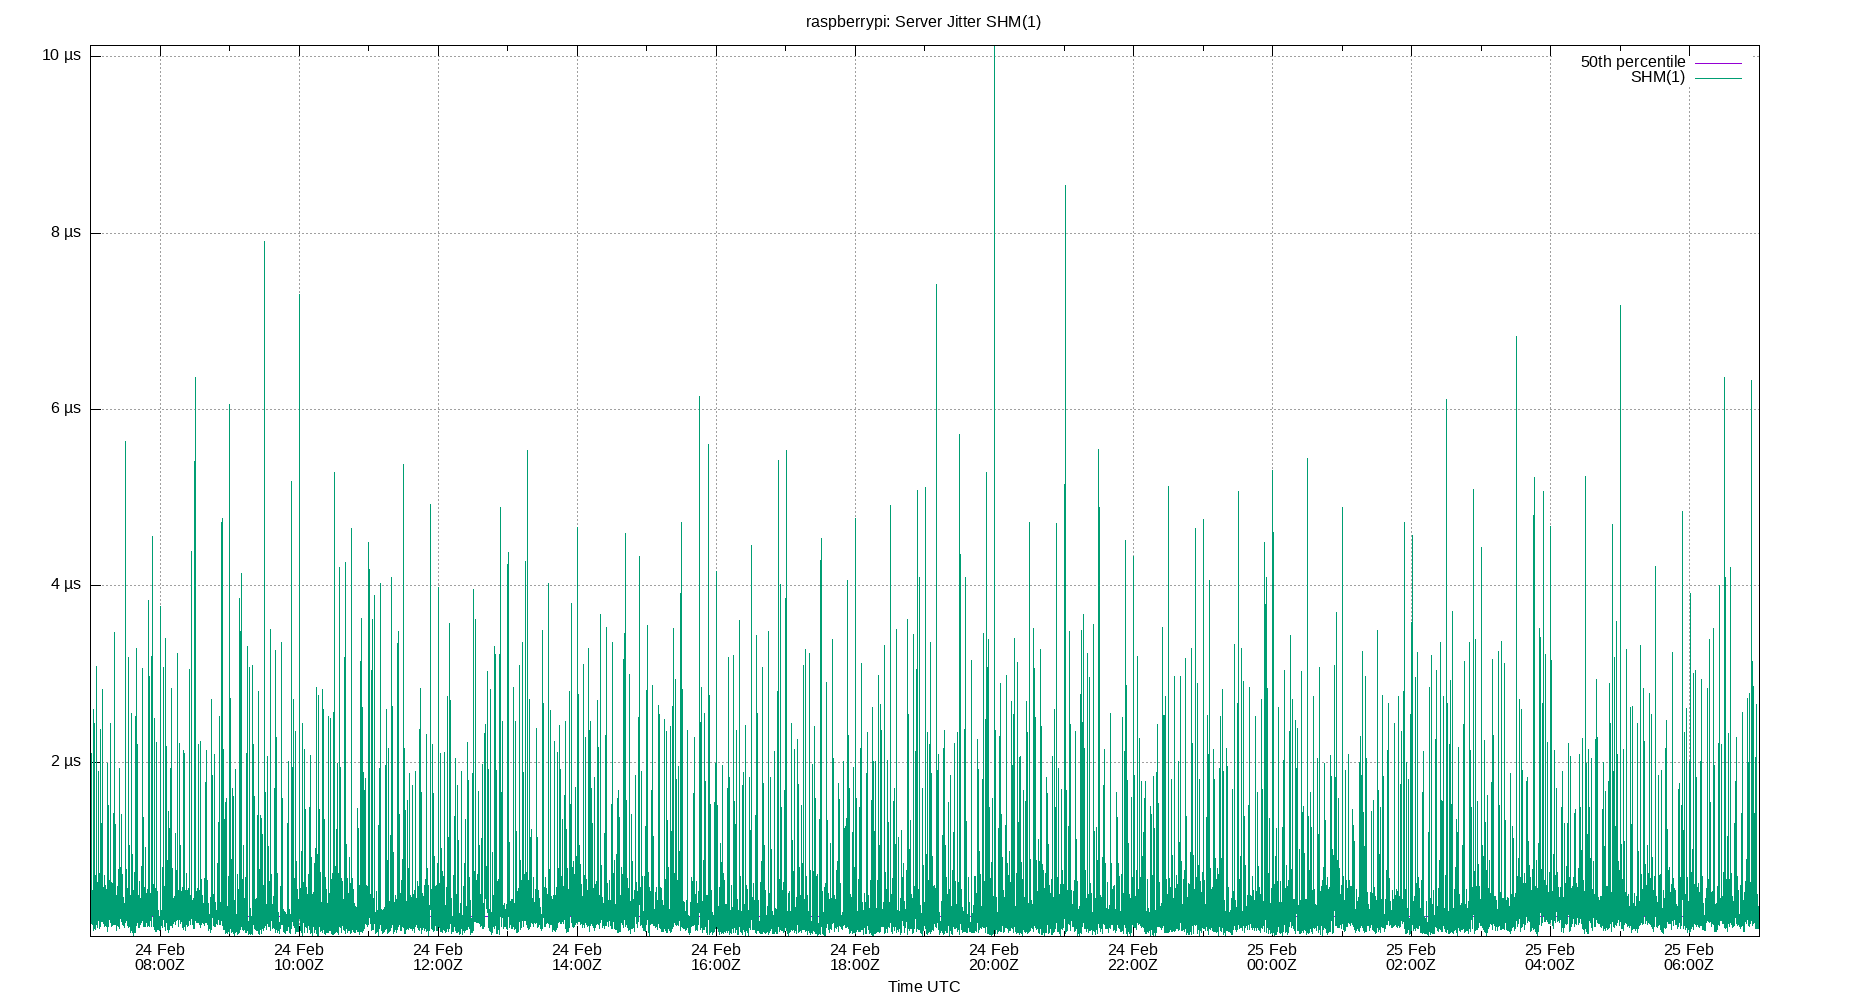 raspberrypi: Server Jitter SHM(1)
10 µs
8 µs
6 µs
4 µs
2 µs
50th percentile
SHM(1)
24 Feb 24 Feb 24 Feb 24 Feb 24 Feb 24 Feb 24 Feb 24 Feb 25 Feb 25 Feb 25 Feb 25 Feb
08:00Z 10:00Z 12:00Z 14:00Z 16:00Z 18:00Z 20:00Z 22:00Z 00:00Z 02:00Z 04:00Z 06:00Z
Time UTC